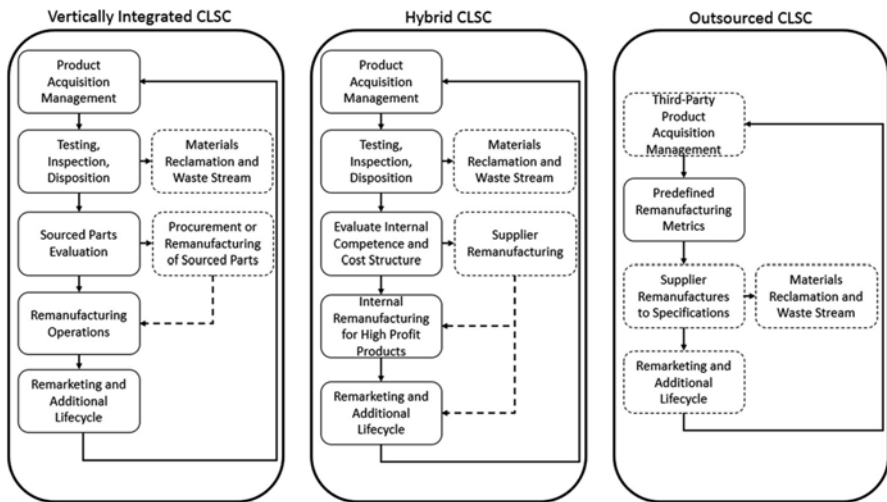 Vertically Integrated CLSC
Product
Acquisition
Management
Testing,
Inspection,
Disposition
Materials
Reclamation and
Waste Stream
Sourced Parts
Evaluation
Procurement or
Remanufacturing
of Sourced Parts
Remanufacturing
Operations
Remarketing and
Additional
Lifecycle
Hybrid CLSC
Product
Acquisition
Management
Testing,
Inspection,
Disposition
Materials
Reclamation and
Waste Stream
Evaluate Internal
Competence and
Cost Structure
Supplier
Remanufacturing
Internal
Remanufacturing
for High Profit
Products
Remarketing and
Additional
Lifecycle
Outsourced CLSC
Third-Party
Product
Acquisition
Management
Predefined
Remanufacturing
Metrics
Supplier
Remanufactures
to Specifications
Materials
Reclamation and
Waste Stream
Remarketing and
Additional
Lifecycle